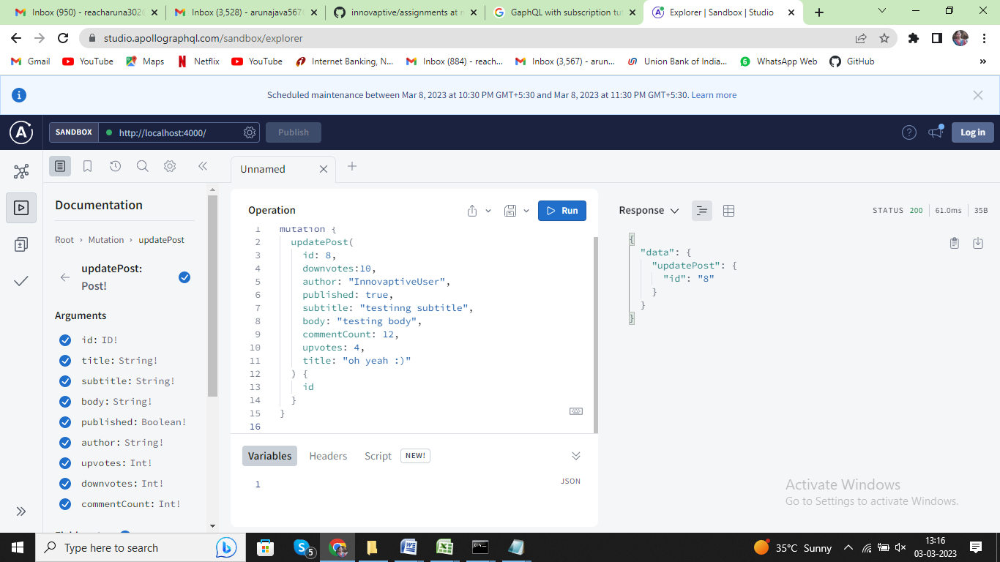 Inbox (950) - reacharuna302
Inbox (3,528) - arunajava567
innovaptive/assignments at
GaphQL with subscription tu
Explorer | Sandbox | Studio
studio.apollographql.com/sandbox/explorer
Gmail
YouTube
Maps
Netflix
YouTube
Internet Banking, N...
Inbox (884) - reach...
Inbox (3,567) - arun...
Union Bank of India...
WhatsApp Web
GitHub
»
Scheduled maintenance between Mar 8, 2023 at 10:30 PM GMT+5:30 and Mar 8, 2023 at 11:30 PM GMT+5:30. Learn more
SANDBOX
http://localhost:4000/
Publish
Log in
Unnamed
Documentation
Root › Mutation › updatePost
updatePost:
Post!
Arguments
id: ID!
title: String!
subtitle: String!
body: String!
published: Boolean!
author: String!
upvotes: Int!
downvotes: Int!
commentCount: Int!
Operation
Run
1 mutation {
2 updatePost(
3 id: 8,
4 downvotes:10,
5 author: "InnovaptiveUser",
6 published: true,
7 subtitle: "testinng subtitle",
8 body: "testing body",
9 commentCount: 12,
10 upvotes: 4,
11 title: "oh yeah :)"
12 ) {
13 id
14 }
15 }
16
Variables
Headers
Script
NEW!
1
JSON
Response
STATUS 200
61.0ms
35B
{
"data": {
"updatePost": {
"id": "8"
}
}
}
Activate Windows
Go to Settings to activate Windows.
Type here to search
5
35°C Sunny
13:16
03-03-2023